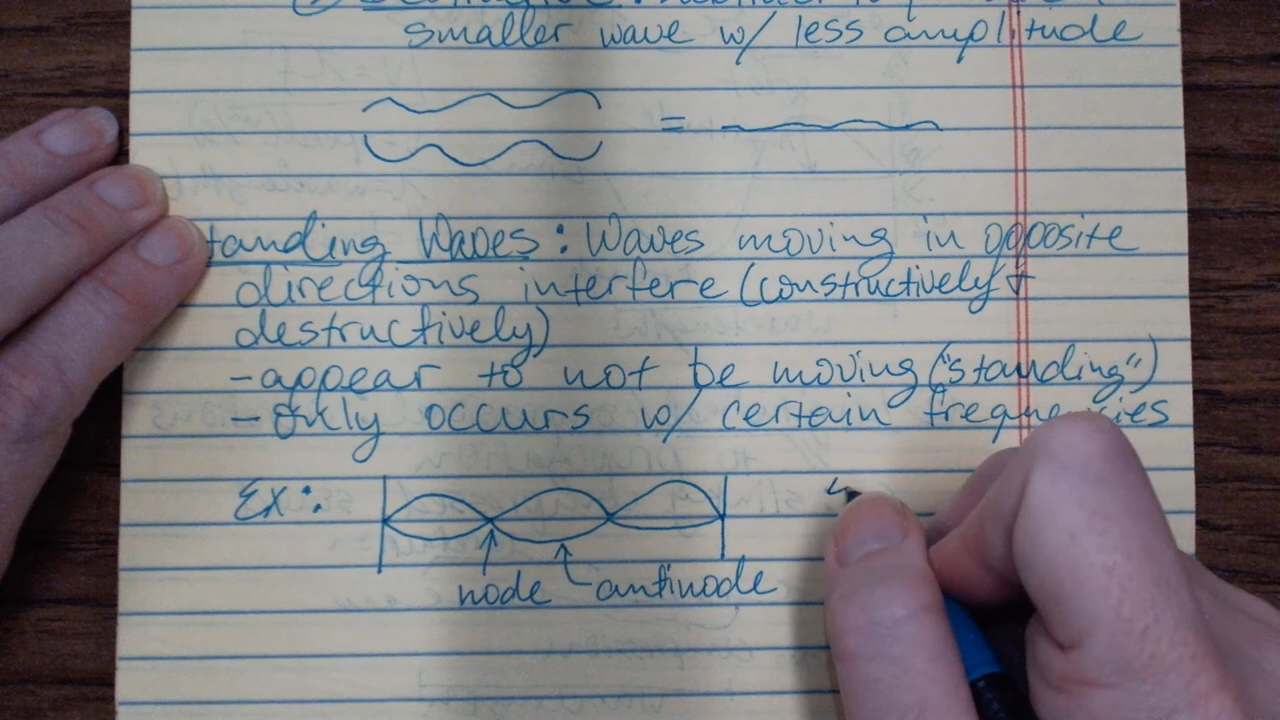 smaller wave w/ less amplitude
=
tanding Waves: Waves moving in opposite
directions interfere (constructively +
destructively)
-appear to not be moving ("standing")
-only occurs w/ certain frequencies
Ex:
node antinode